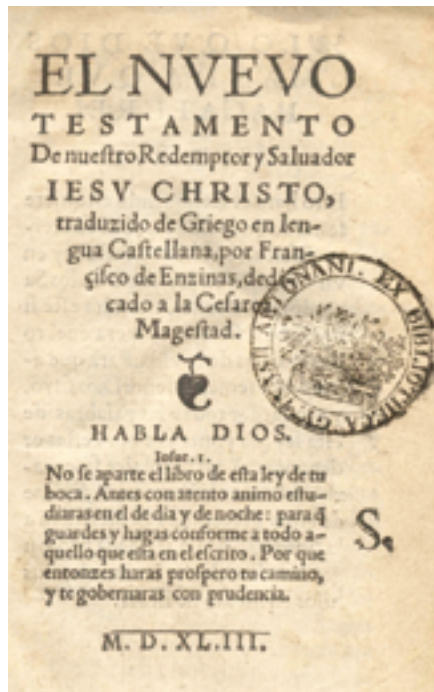 EL NVEVO
TESTAMENTO
De nueſtro Redemptor y Saluador
IESV CHRISTO,
traduzido de Griego en len-
gua Caſtellana, por Fran-
çiſco de Enzinas, dedi-
cado a la Ceſarea
Mageſtad.
HABLA DIOS.
Ioſue. 1.
No ſe aparte el libro de eſta ley de tu
boca. Antes con atento animo eſtu-
diaras en el de dia y de noche: para q̃
guardes y hagas conforme a todo a-
quello que eſta en el eſcrito. Por que
entonzes haras proſpero tu camino,
y te gobernaras con prudencia.
M. D. XL.III.
S.
EX BIBLIOTHECA